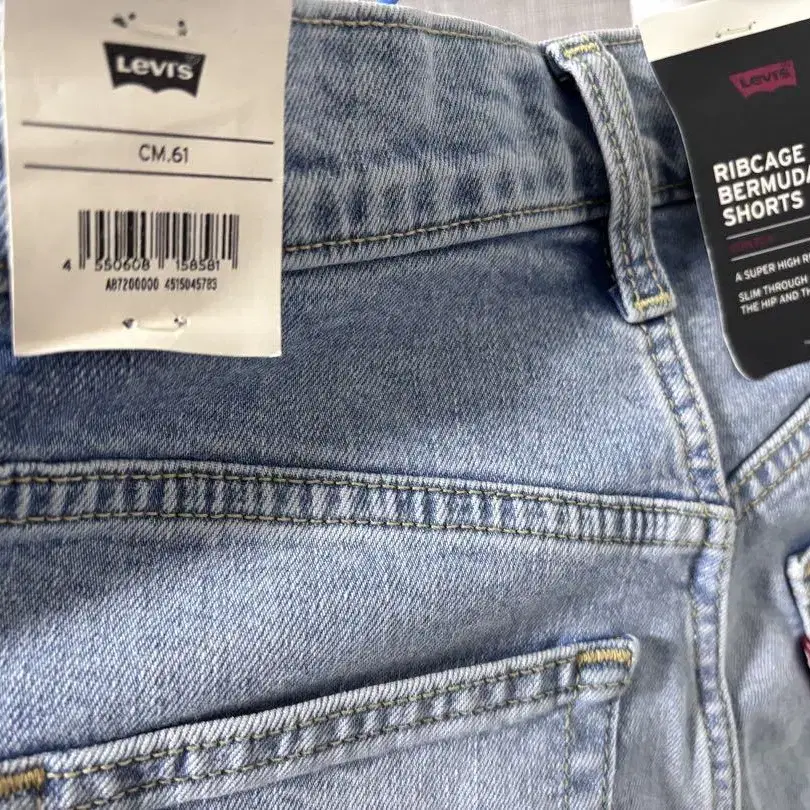 Levi's
CM.61
4 550608 158581
A87200000 4515045783
Levi's
RIBCAGE
BERMUDA
SHORTS
A SUPER HIGH R
SLIM THROUGH
THE HIP AND TH